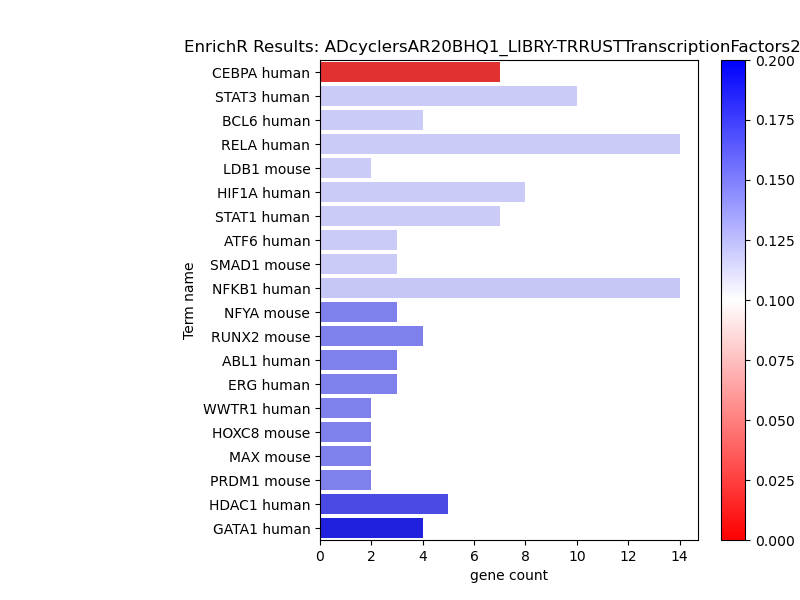 EnrichR Results: ADcyclersAR20BHQ1_LIBRY-TRRUSTTranscriptionFactors2
CEBPA human
STAT3 human
BCL6 human
RELA human
LDB1 mouse
HIF1A human
STAT1 human
ATF6 human
SMAD1 mouse
NFKB1 human
NFYA mouse
RUNX2 mouse
ABL1 human
ERG human
WWTR1 human
HOXC8 mouse
MAX mouse
PRDM1 mouse
HDAC1 human
GATA1 human
Term name
0 2 4 6 8 10 12 14
gene count
0.200
0.175
0.150
0.125
0.100
0.075
0.050
0.025
0.000